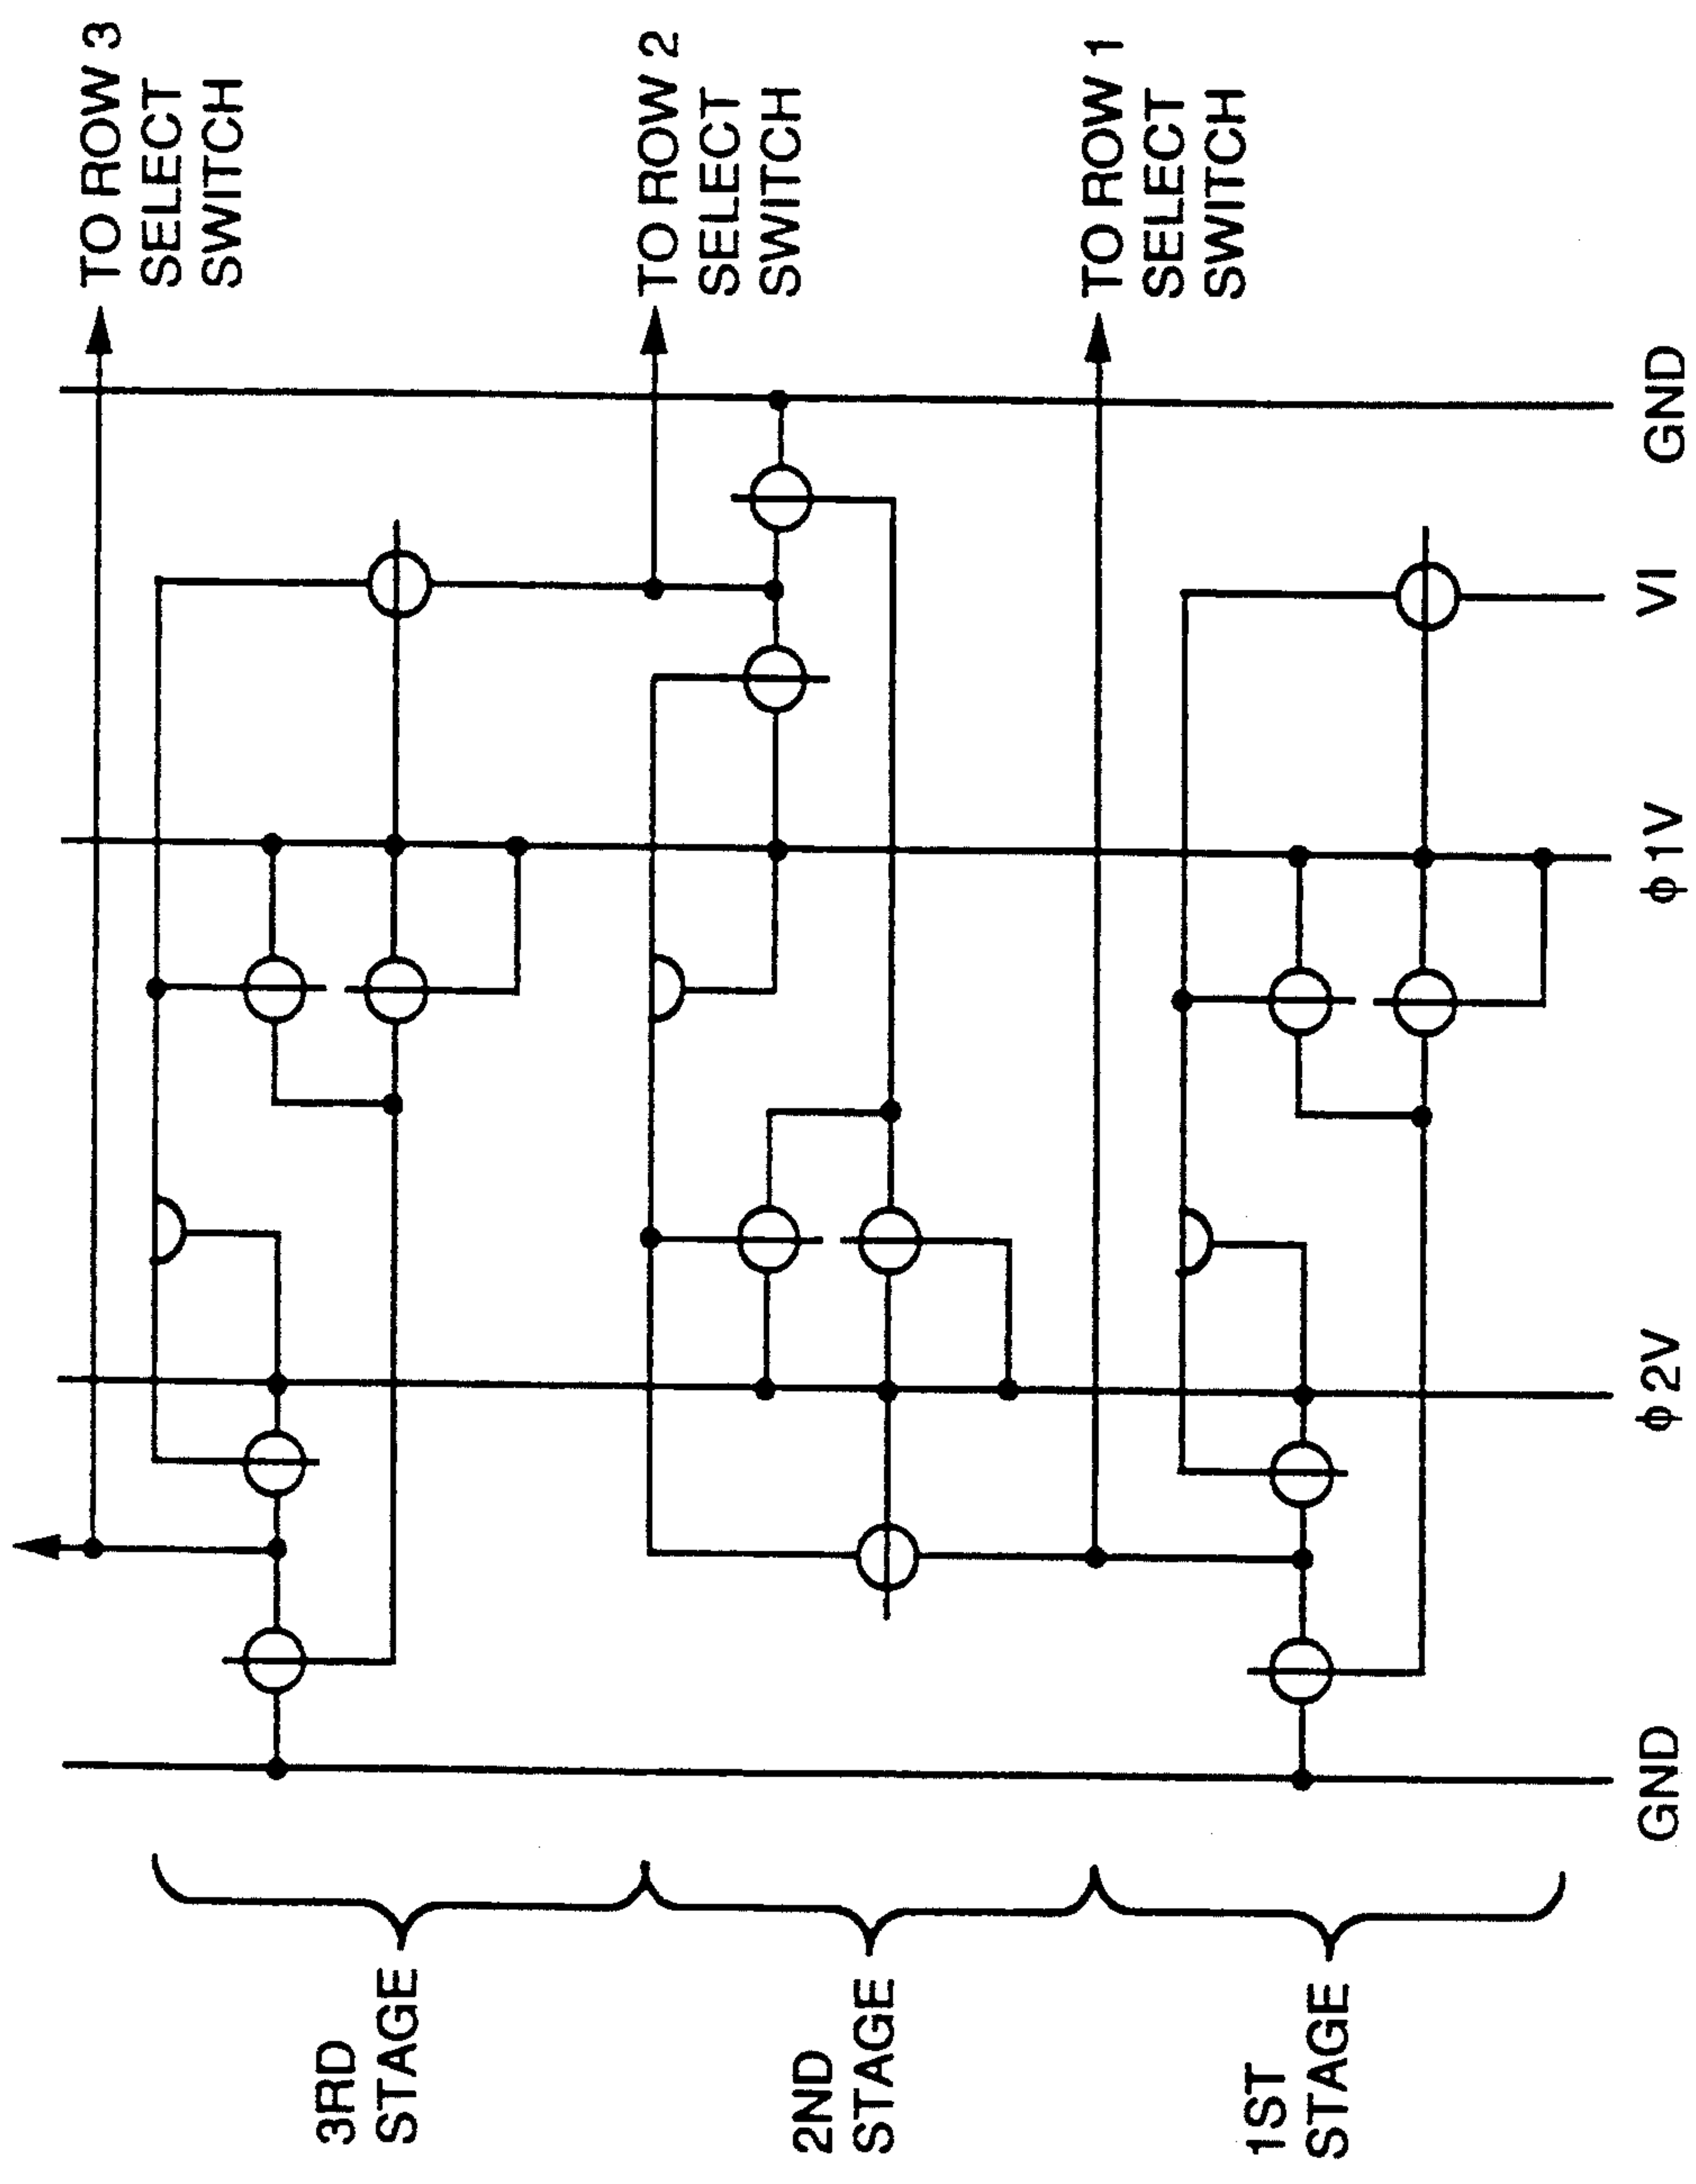 TO ROW 3
SELECT
SWITCH
TO ROW 2
SELECT
SWITCH
TO ROW 1
SELECT
SWITCH
GND
VI
ϕ1V
ϕ2V
GND
3RD
STAGE
2ND
STAGE
1ST
STAGE